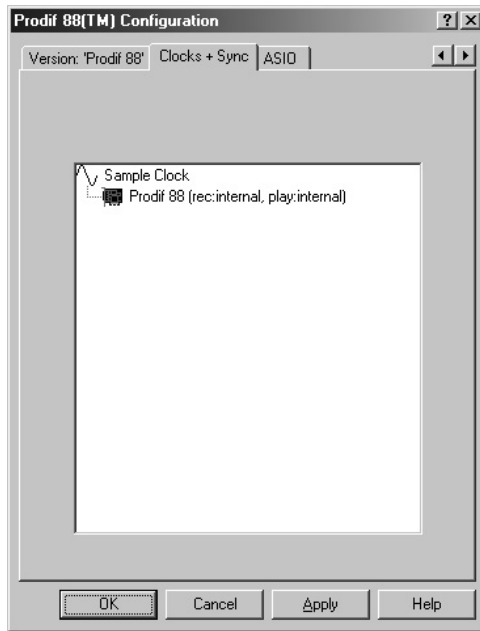 Prodif 88(TM) Configuration
Version: 'Prodif 88' Clocks + Sync ASIO
Sample Clock
Prodif 88 (rec:internal, play:internal)
OK Cancel Apply Help